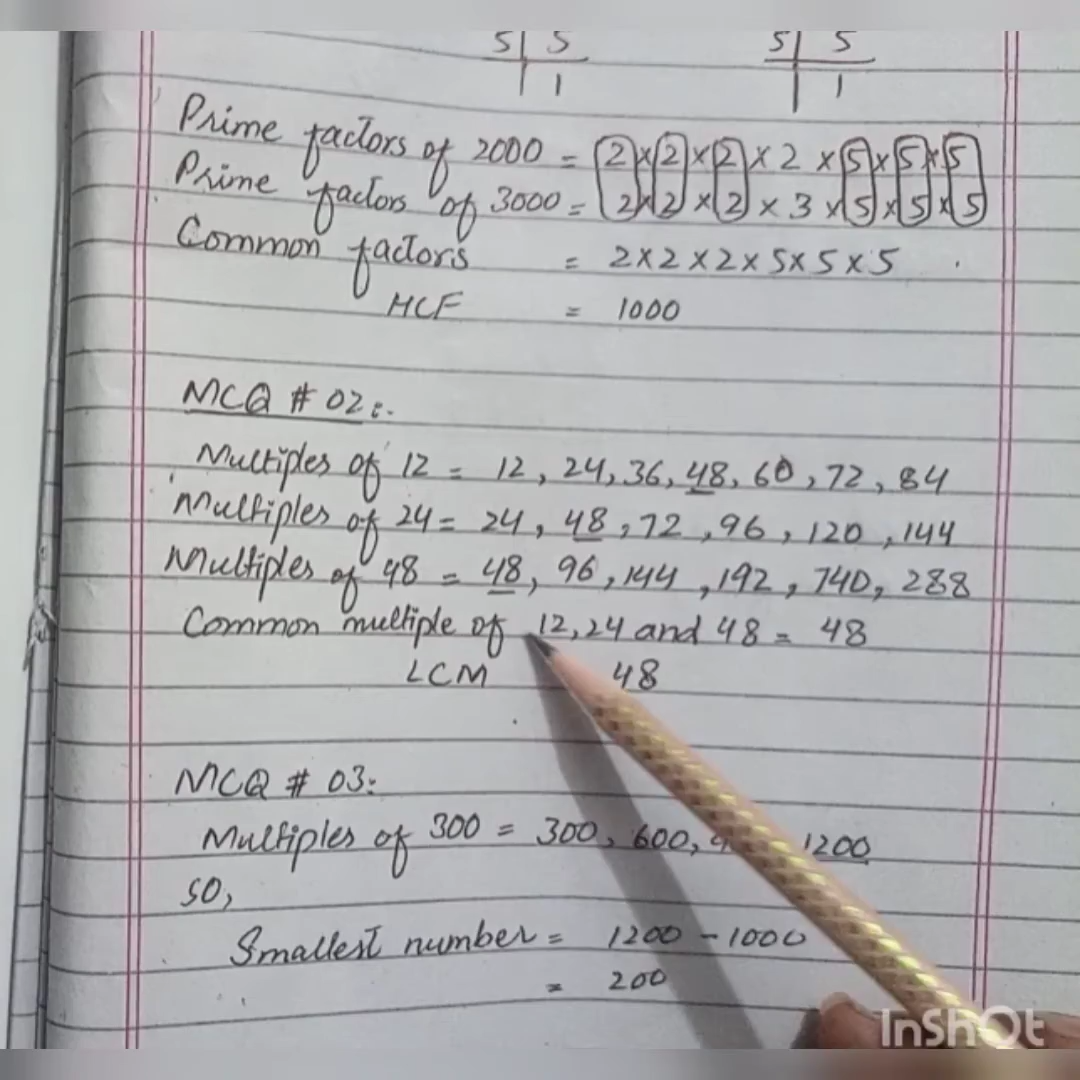 5 5 5 5
1 1
Prime factors of 2000 = 2 × 2 × 2 × 2 × 5 × 5 × 5
Prime factors of 3000 = 2 × 2 × 2 × 3 × 5 × 5 × 5
Common factors = 2×2×2×5×5×5
HCF = 1000
MCQ # 02:.
Multiples of 12 = 12, 24, 36, 48, 60, 72, 84
Multiples of 24 = 24, 48, 72, 96, 120, 144
Multiples of 48 = 48, 96, 144, 192, 740, 288
Common multiple of 12, 24 and 48 = 48
LCM 48
MCQ # 03:
Multiples of 300 = 300, 600, 1200
SO,
Smallest number = 1200 - 1000
= 200
InShOt